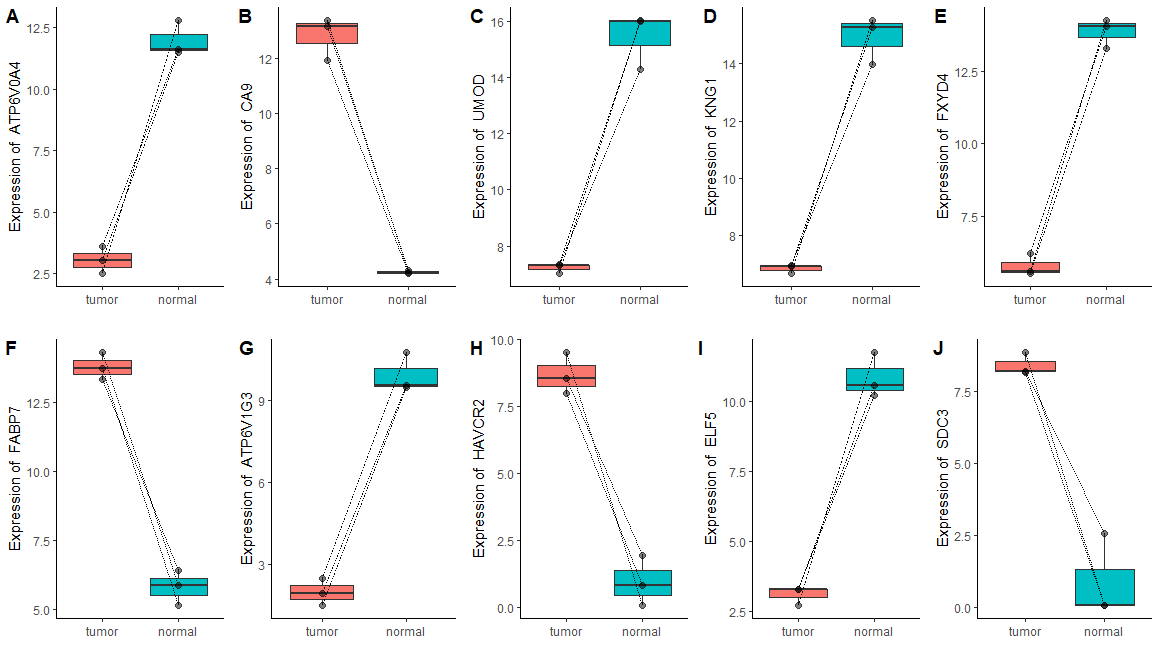 A
Expression of ATP6V0A4
12.5
10.0
7.5
5.0
2.5
tumor
normal
B
Expression of CA9
12
10
8
6
4
tumor
normal
C
Expression of UMOD
16
14
12
10
8
tumor
normal
D
Expression of KNG1
14
12
10
8
tumor
normal
E
Expression of FXYD4
12.5
10.0
7.5
tumor
normal
F
Expression of FABP7
12.5
10.0
7.5
5.0
tumor
normal
G
Expression of ATP6V1G3
9
6
3
tumor
normal
H
Expression of HAVCR2
10.0
7.5
5.0
2.5
0.0
tumor
normal
I
Expression of ELF5
10.0
7.5
5.0
2.5
tumor
normal
J
Expression of SDC3
7.5
5.0
2.5
0.0
tumor
normal